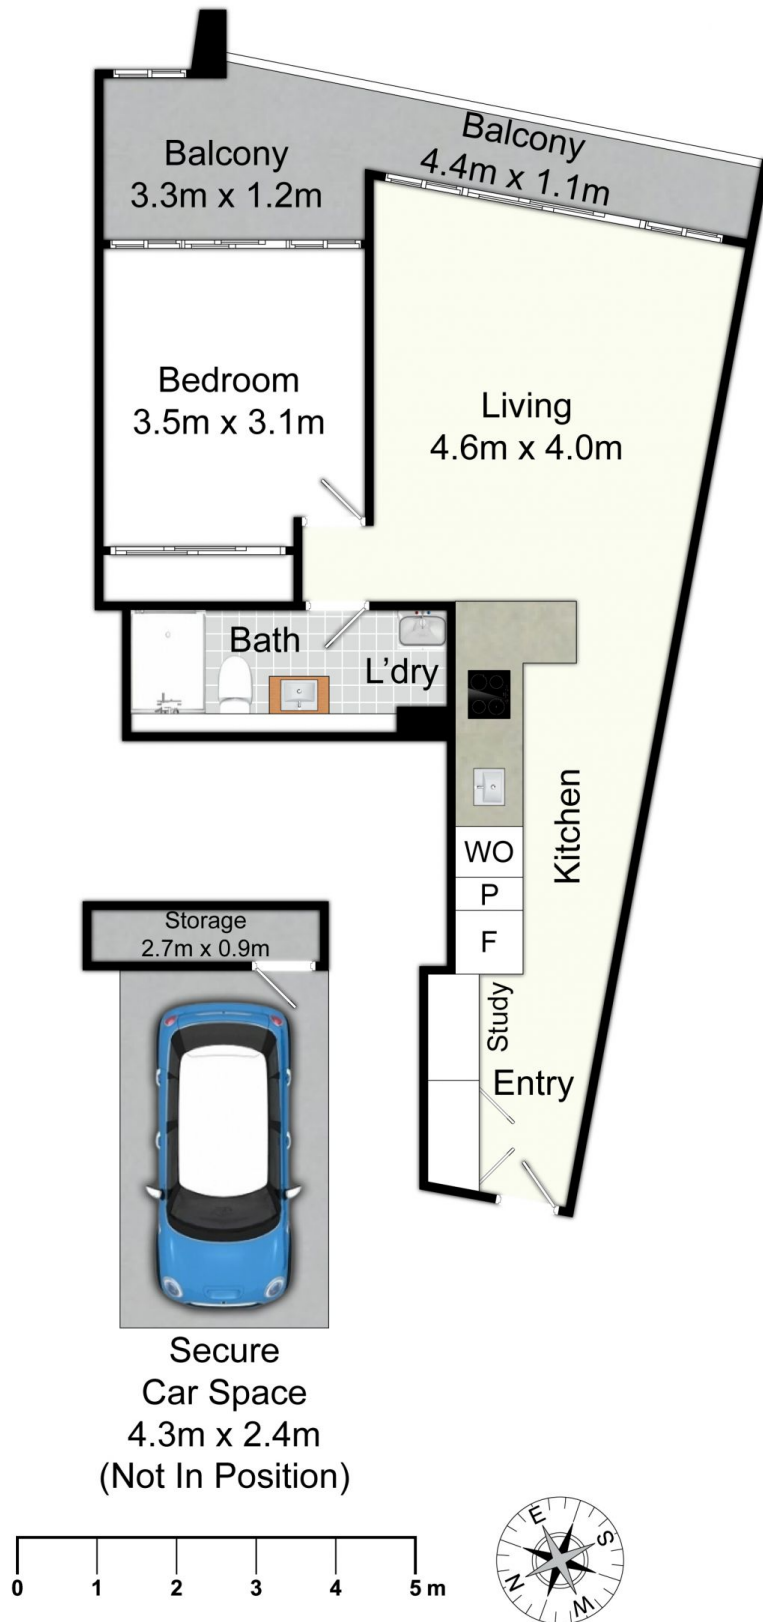 Balcony
3.3m x 1.2m
Balcony
4.4m x 1.1m
Bedroom
3.5m x 3.1m
Living
4.6m x 4.0m
Bath
L'dry
Kitchen
WO
P
F
Study
Entry
Storage
2.7m x 0.9m
Secure
Car Space
4.3m x 2.4m
(Not In Position)
0 1 2 3 4 5 m
E
S
N
W